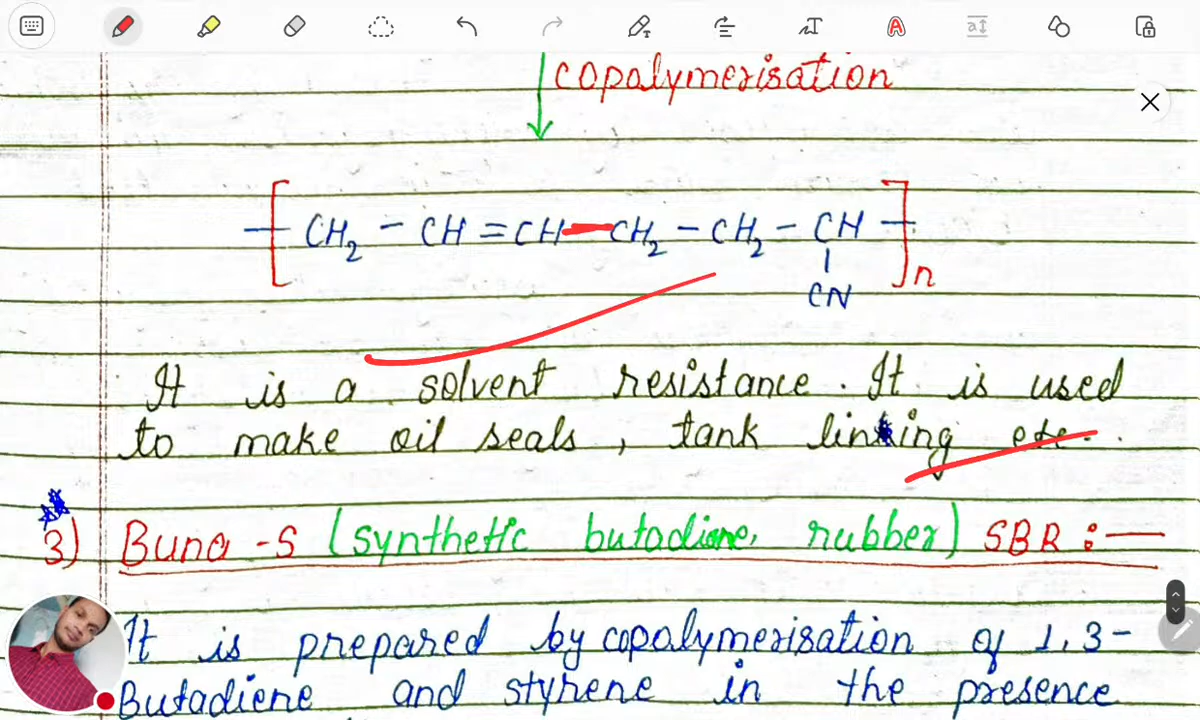 copolymerisation
[– CH2 – CH = CH – CH2 – CH2 – CH –]n
CN
It is a solvent resistance. It is used
to make oil seals, tank linking etc.
3) Buna-S (synthetic butadiene, rubber) SBR :—
It is prepared by copolymerisation of 1,3-
Butadiene and styrene in the presence